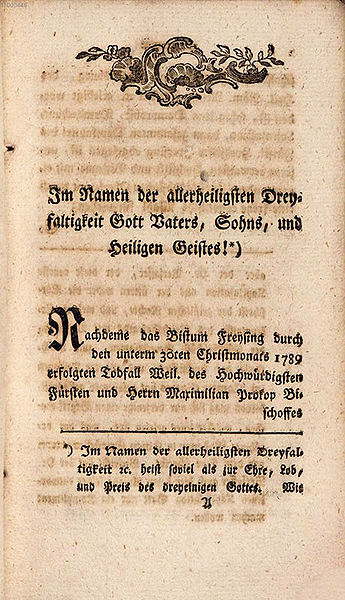 Im Namen der allerheiligsten Drey-
faltigkeit Gott Vaters, Sohns, und
Heiligen Geistes!*)
Nachdeme das Bistum Freysing durch
den unterm 30ten Christmonats 1789
erfolgten Todfall Weil. des Hochwürdigsten
Fürsten und Herrn Maximilian Prokop Bi-
schoffes
*) Im Namen der allerheiligsten Dreyfal-
tigkeit ꝛc. heist soviel als zur Ehre, Lob,
und Preis des dreyeinigen Gottes. Wir
A